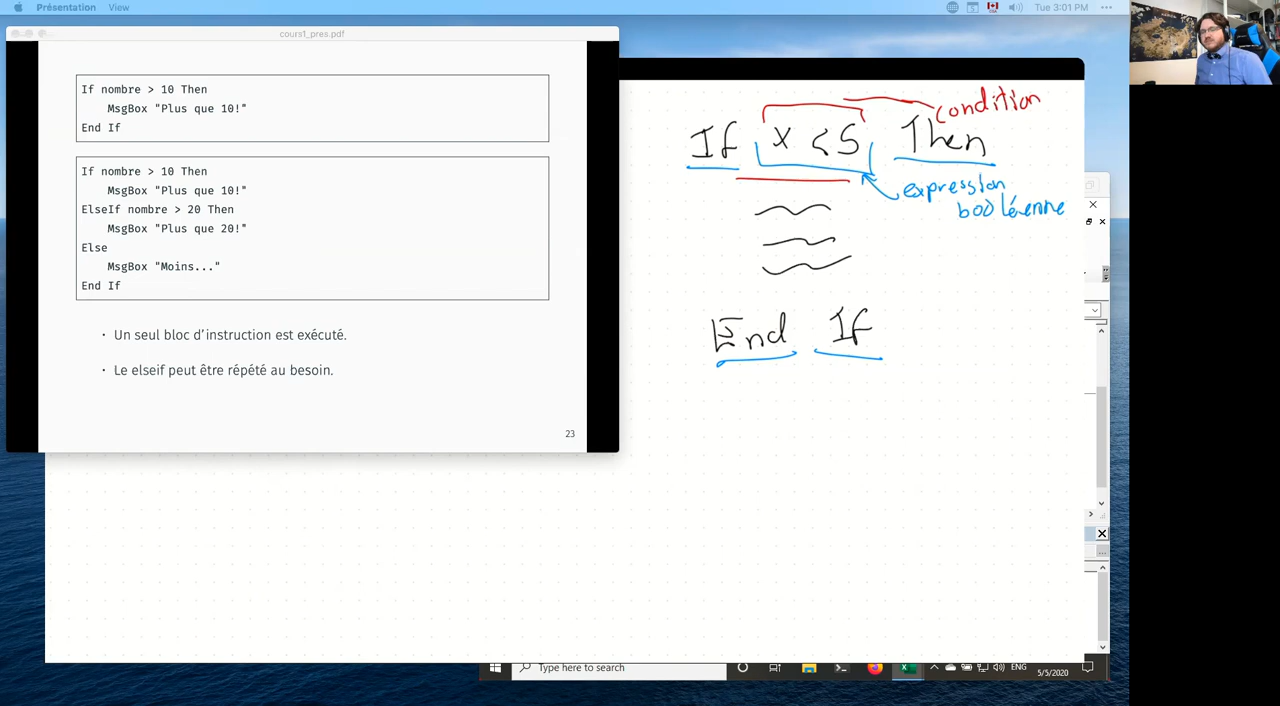 Présentation View
Tue 3:01 PM
cours1_pres.pdf
If nombre > 10 Then
MsgBox "Plus que 10!"
End If
If nombre > 10 Then
MsgBox "Plus que 10!"
ElseIf nombre > 20 Then
MsgBox "Plus que 20!"
Else
MsgBox "Moins..."
End If
· Un seul bloc d'instruction est exécuté.
· Le elseif peut être répété au besoin.
23
condition
If x < 5 Then
expression
booléenne
End If
Type here to search
ENG
5/5/2020